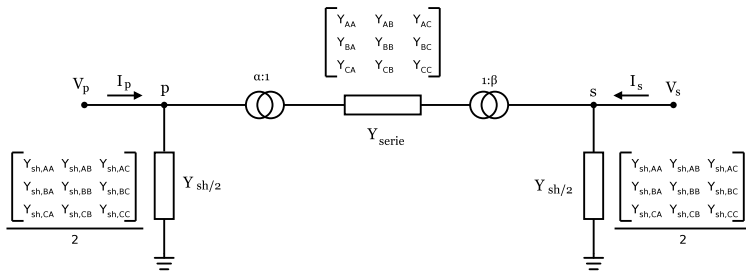 Y_AA Y_AB Y_AC
Y_BA Y_BB Y_BC
Y_CA Y_CB Y_CC
V_p I_p p α:1 1:β s I_s V_s
Y_serie
Y_sh,AA Y_sh,AB Y_sh,AC
Y_sh,BA Y_sh,BB Y_sh,BC
Y_sh,CA Y_sh,CB Y_sh,CC
2
Y_sh/2
Y_sh/2
Y_sh,AA Y_sh,AB Y_sh,AC
Y_sh,BA Y_sh,BB Y_sh,BC
Y_sh,CA Y_sh,CB Y_sh,CC
2